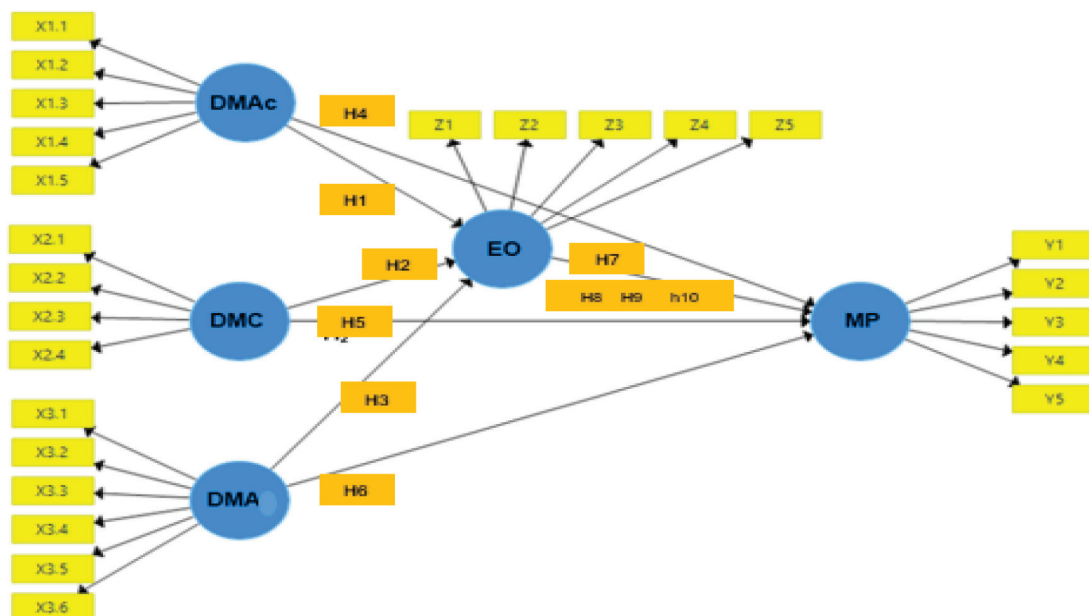 X1.1
X1.2
X1.3
X1.4
X1.5
DMAc
H4
H1
Z1 Z2 Z3 Z4 Z5
EO
H7
H8 H9 h10
X2.1
X2.2
X2.3
X2.4
DMC
H2
H5
H3
MP
Y1
Y2
Y3
Y4
Y5
X3.1
X3.2
X3.3
X3.4
X3.5
X3.6
DMA
H6